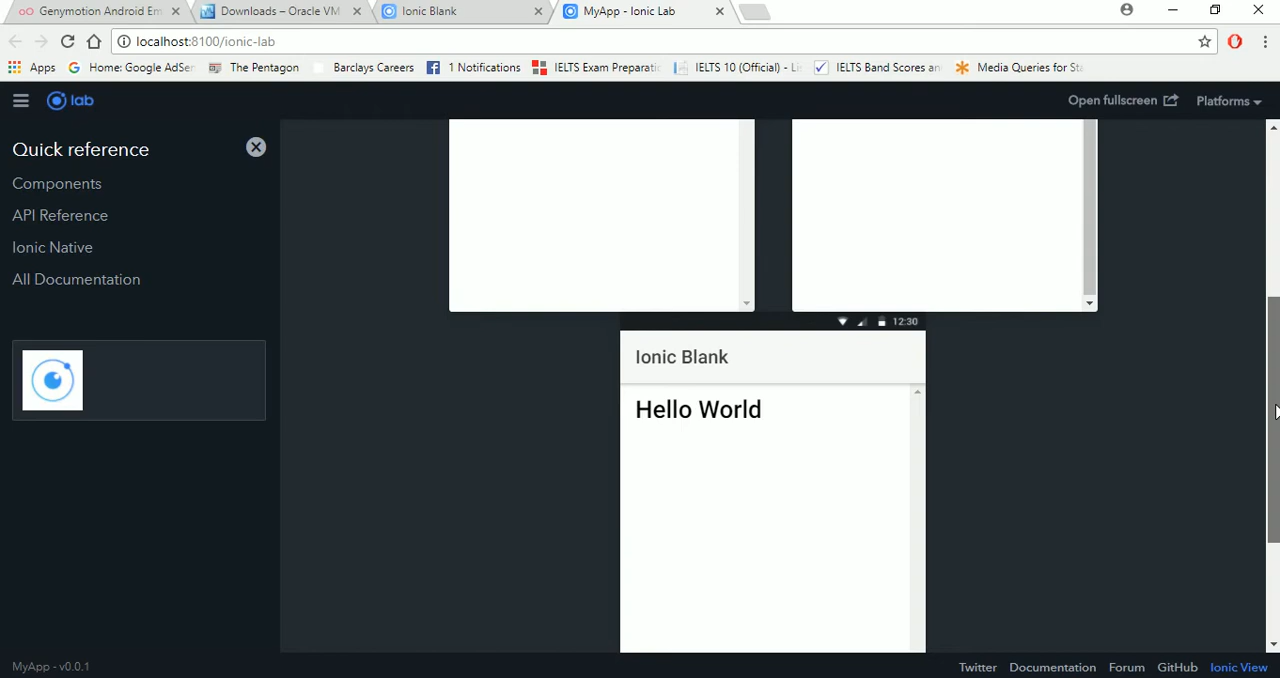 Genymotion Android Em
Downloads – Oracle VM
Ionic Blank
MyApp - Ionic Lab
localhost:8100/ionic-lab
Apps
Home: Google AdSen
The Pentagon
Barclays Careers
1 Notifications
IELTS Exam Preparatio
IELTS 10 (Official) - Li
IELTS Band Scores an
Media Queries for Sta
lab
Open fullscreen
Platforms
Quick reference
Components
API Reference
Ionic Native
All Documentation
12:30
Ionic Blank
Hello World
MyApp - v0.0.1
Twitter
Documentation
Forum
GitHub
Ionic View